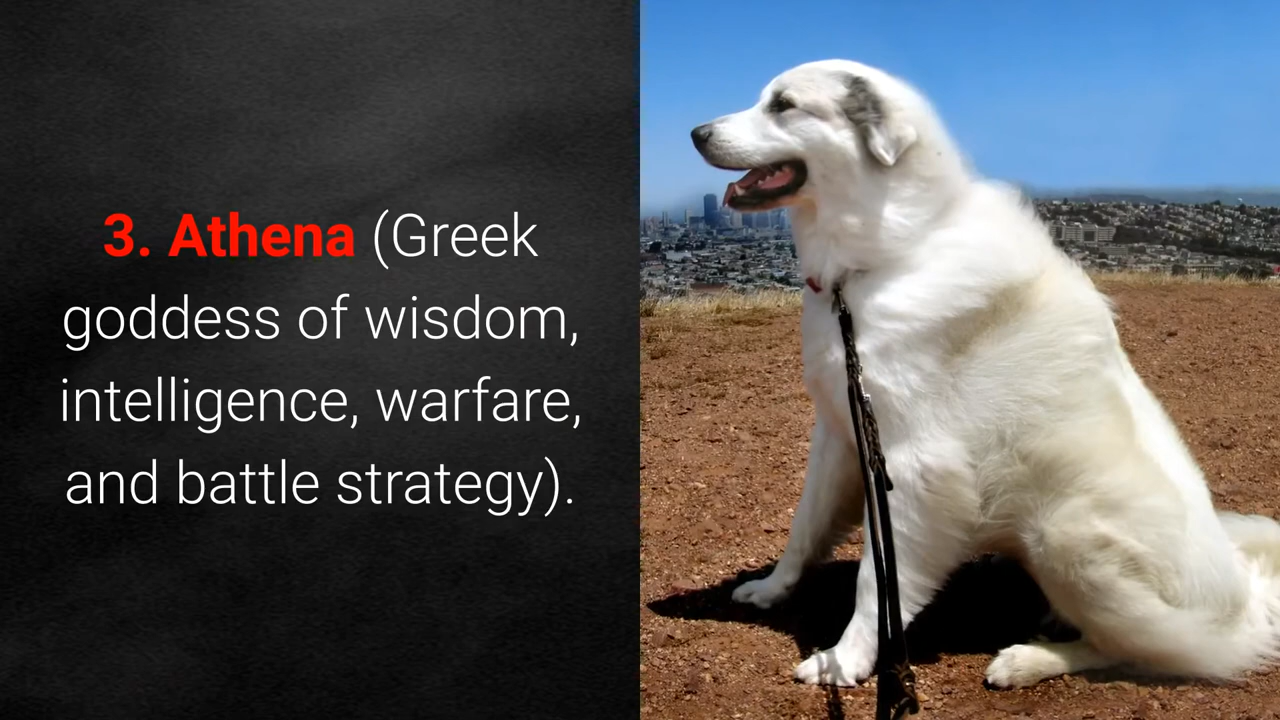 3. Athena (Greek
goddess of wisdom,
intelligence, warfare,
and battle strategy).